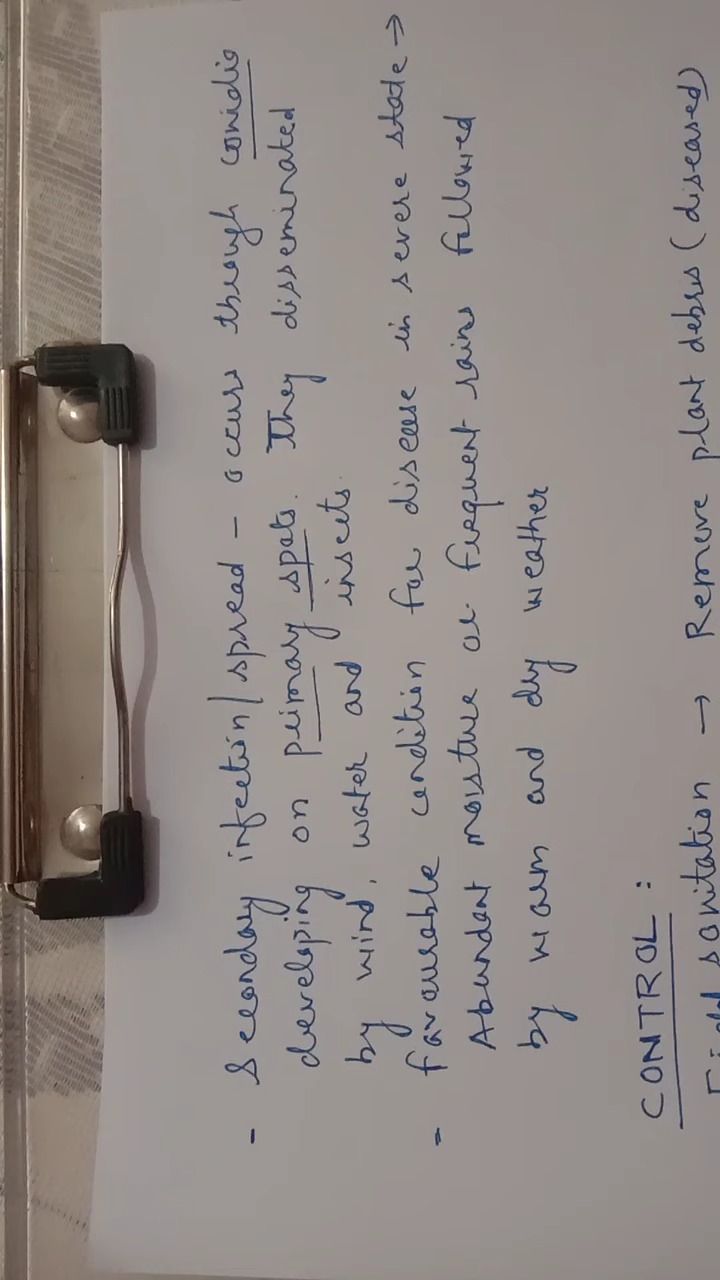 - Secondary infection/spread - occurs through conidia
developing on primary spots. They disseminated
by wind, water and insects.
- favourable condition for disease in severe state →
Abundant moisture or frequent rains followed
by warm and dry weather
CONTROL :
Field sanitation → Remove plant debris (diseased)